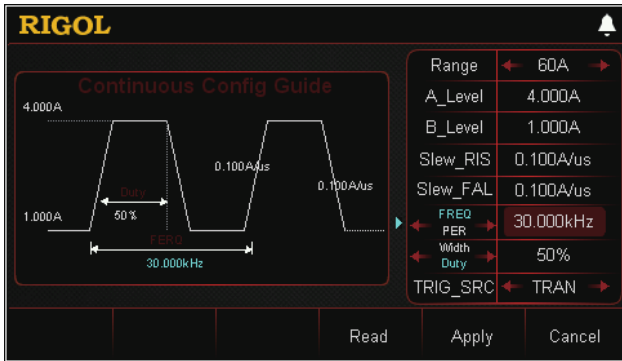 RIGOL
Continuous Config Guide
4.000A
0.100A/us
0.100A/us
Duty
50%
1.000A
FERQ
30.000kHz
Range 60A
A_Level 4.000A
B_Level 1.000A
Slew_RIS 0.100A/us
Slew_FAL 0.100A/us
FREQ
PER 30.000kHz
Width
Duty 50%
TRIG_SRC TRAN
Read Apply Cancel